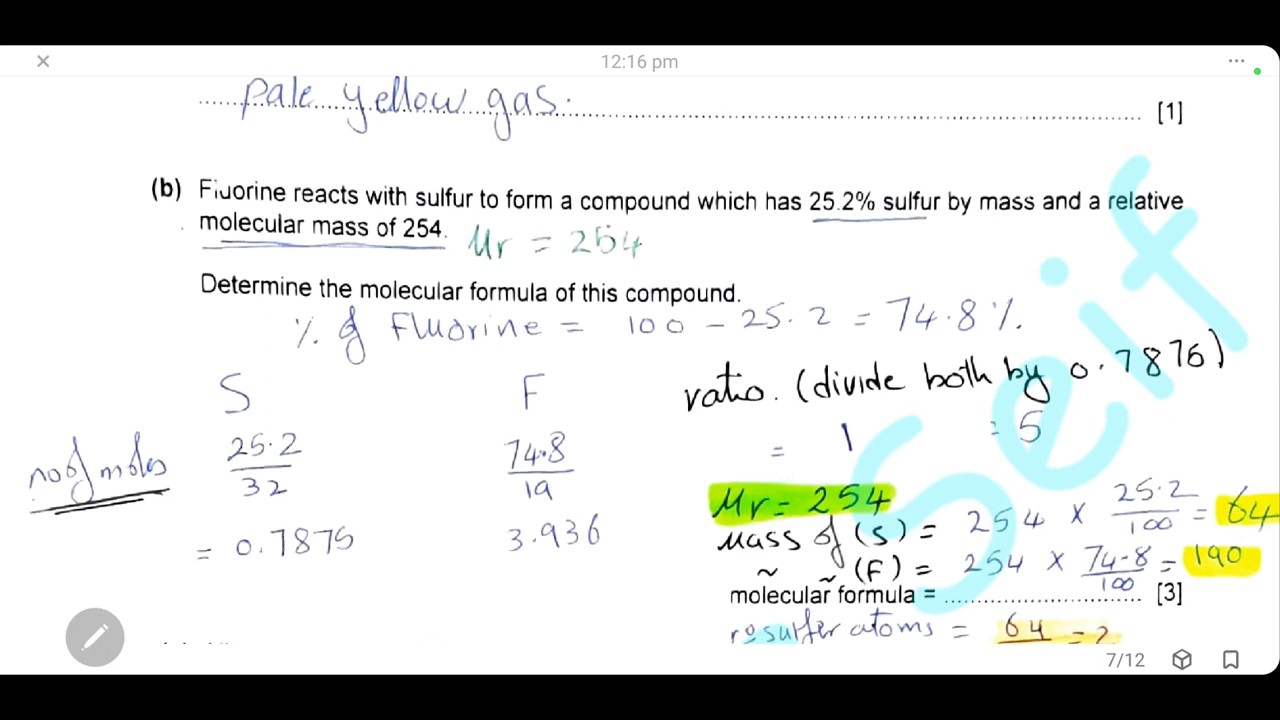 12:16 pm
pale yellow gas. [1]
(b) Fluorine reacts with sulfur to form a compound which has 25.2% sulfur by mass and a relative
molecular mass of 254. Mr = 254
Determine the molecular formula of this compound.
% of Fluorine = 100 - 25.2 = 74.8 %.
S F ratio. (divide both by 0.7876)
= 1 = 5
no of moles 25.2/32 74.8/19
Mr = 254
= 0.7875 3.936
mass of (S) = 254 × 25.2/100 = 64
~ ~ (F) = 254 × 74.8/100 = 190
molecular formula = [3]
atoms = 64 = 2
7/12
Seif